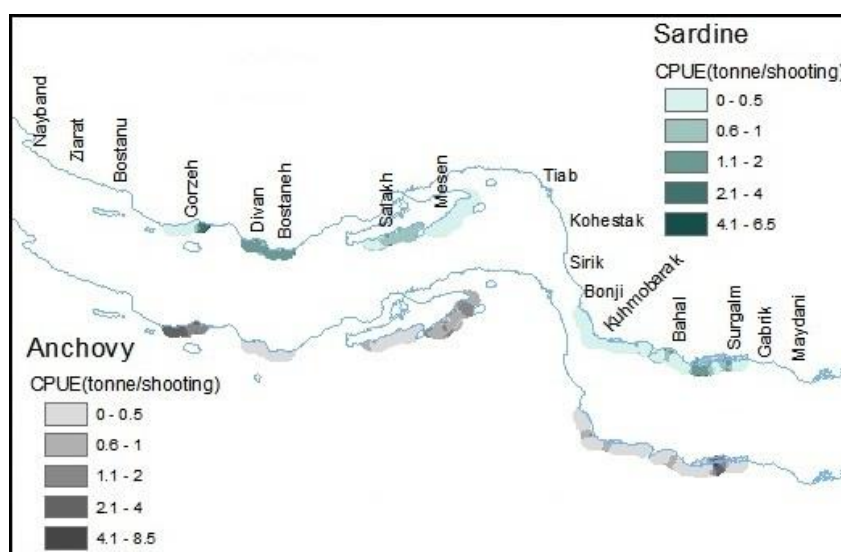 Sardine
CPUE(tonne/shooting)
0 - 0.5
0.6 - 1
1.1 - 2
2.1 - 4
4.1 - 6.5
Nayband
Ziarat
Bostanu
Gorzeh
Divan
Bostaneh
Salakh
Mesen
Tiab
Kohestak
Sirik
Bonji
Kuhmobarak
Bahal
Surgalm
Gabrik
Maydani
Anchovy
CPUE(tonne/shooting)
0 - 0.5
0.6 - 1
1.1 - 2
2.1 - 4
4.1 - 8.5